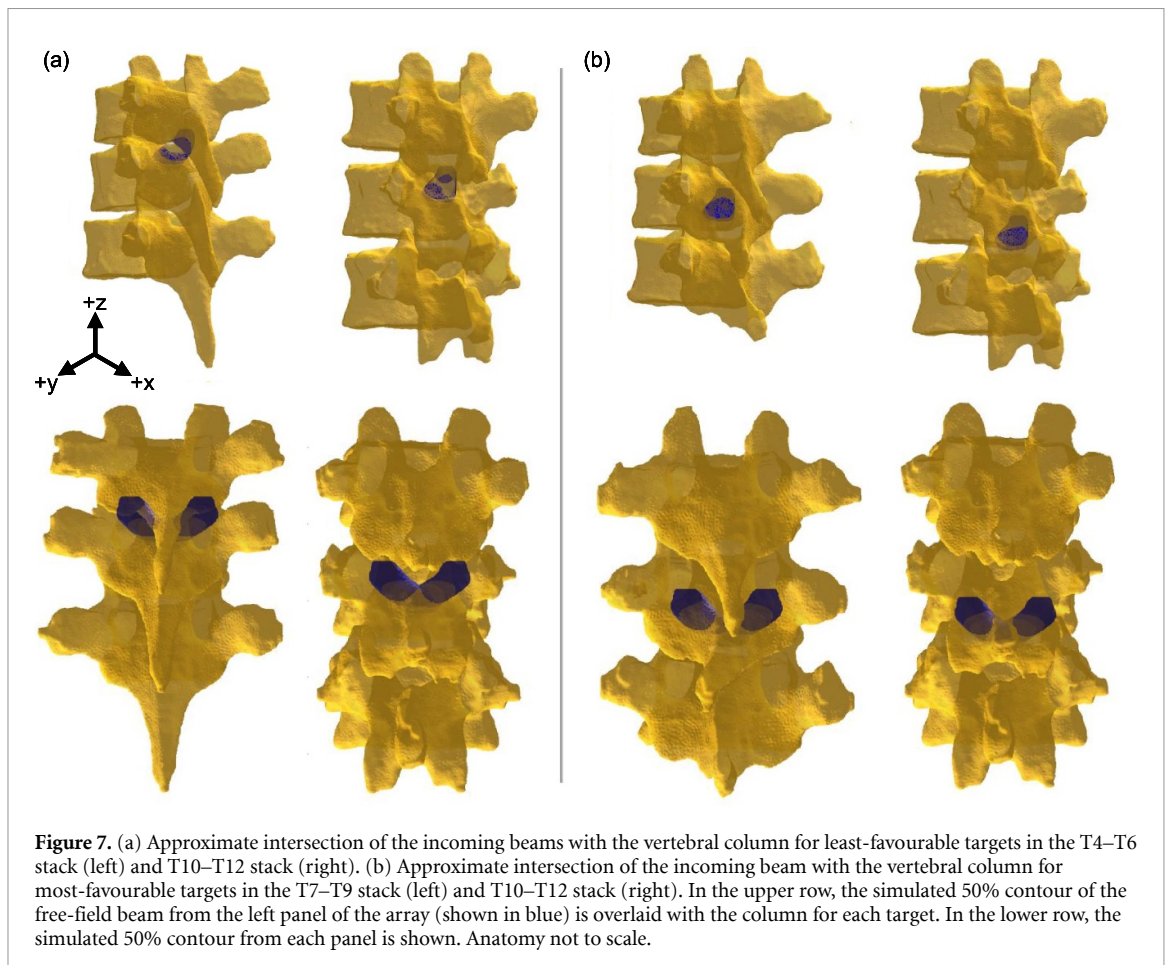 (a)
(b)
+z
+y
+x
Figure 7. (a) Approximate intersection of the incoming beams with the vertebral column for least-favourable targets in the T4–T6
stack (left) and T10–T12 stack (right). (b) Approximate intersection of the incoming beam with the vertebral column for
most-favourable targets in the T7–T9 stack (left) and T10–T12 stack (right). In the upper row, the simulated 50% contour of the
free-field beam from the left panel of the array (shown in blue) is overlaid with the column for each target. In the lower row, the
simulated 50% contour from each panel is shown. Anatomy not to scale.